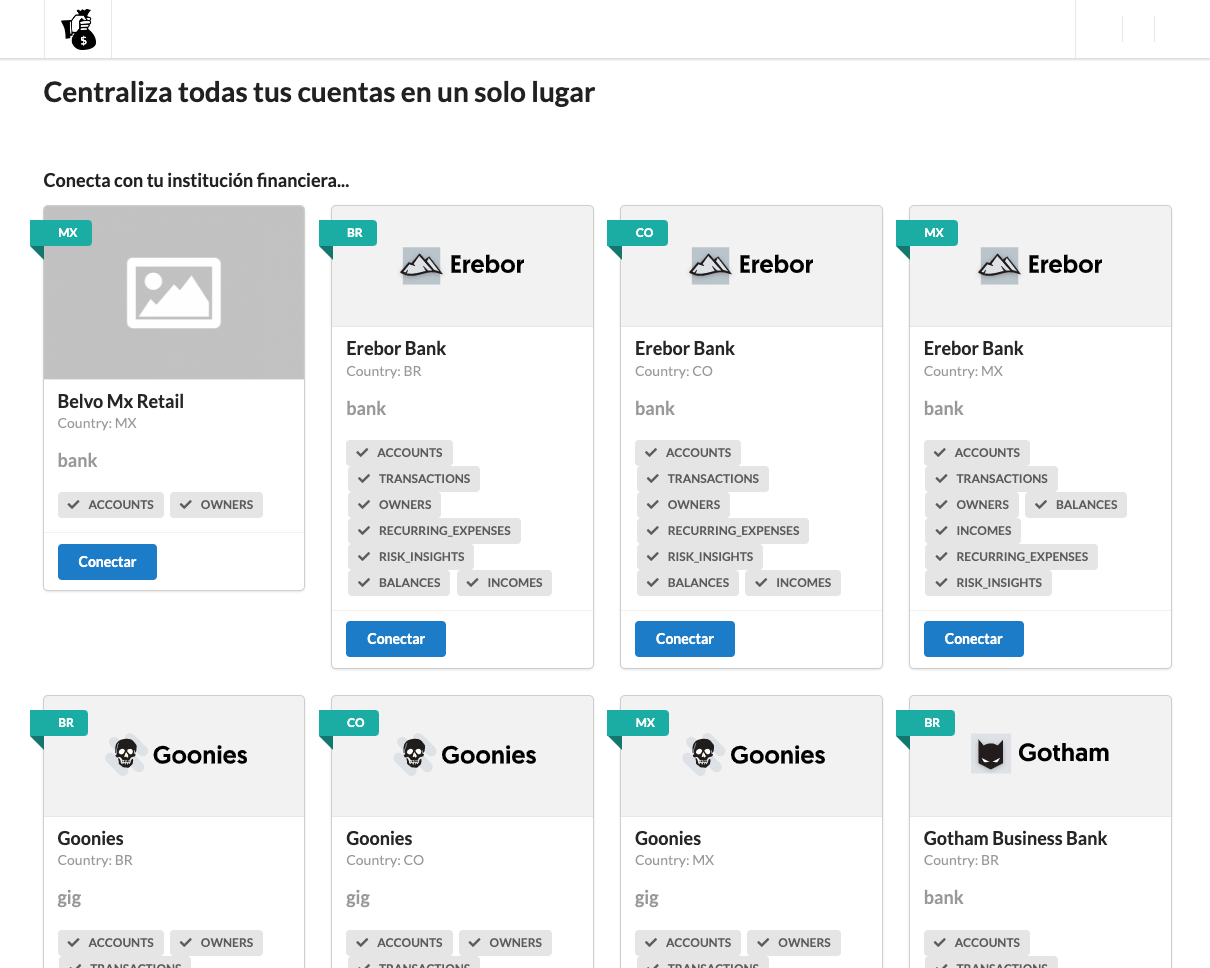 $
Centraliza todas tus cuentas en un solo lugar
Conecta con tu institución financiera...
MX
Belvo Mx Retail
Country: MX
bank
ACCOUNTS OWNERS
Conectar
BR
Erebor
Erebor Bank
Country: BR
bank
ACCOUNTS
TRANSACTIONS
OWNERS
RECURRING_EXPENSES
RISK_INSIGHTS
BALANCES INCOMES
Conectar
CO
Erebor
Erebor Bank
Country: CO
bank
ACCOUNTS
TRANSACTIONS
OWNERS
RECURRING_EXPENSES
RISK_INSIGHTS
BALANCES INCOMES
Conectar
MX
Erebor
Erebor Bank
Country: MX
bank
ACCOUNTS
TRANSACTIONS
OWNERS BALANCES
INCOMES
RECURRING_EXPENSES
RISK_INSIGHTS
Conectar
BR
Goonies
Goonies
Country: BR
gig
ACCOUNTS OWNERS
TRANSACTIONS
CO
Goonies
Goonies
Country: CO
gig
ACCOUNTS OWNERS
TRANSACTIONS
MX
Goonies
Goonies
Country: MX
gig
ACCOUNTS OWNERS
TRANSACTIONS
BR
Gotham
Gotham Business Bank
Country: BR
bank
ACCOUNTS
TRANSACTIONS